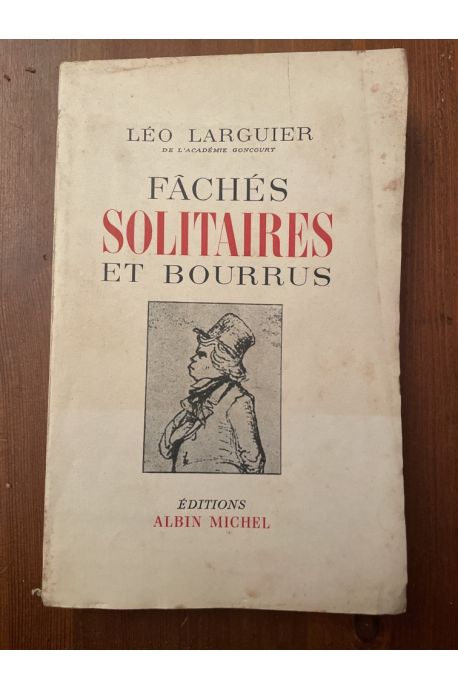 LÉO LARGUIER
DE L'ACADÉMIE GONCOURT
FÂCHÉS
SOLITAIRES
ET BOURRUS
ÉDITIONS
ALBIN MICHEL